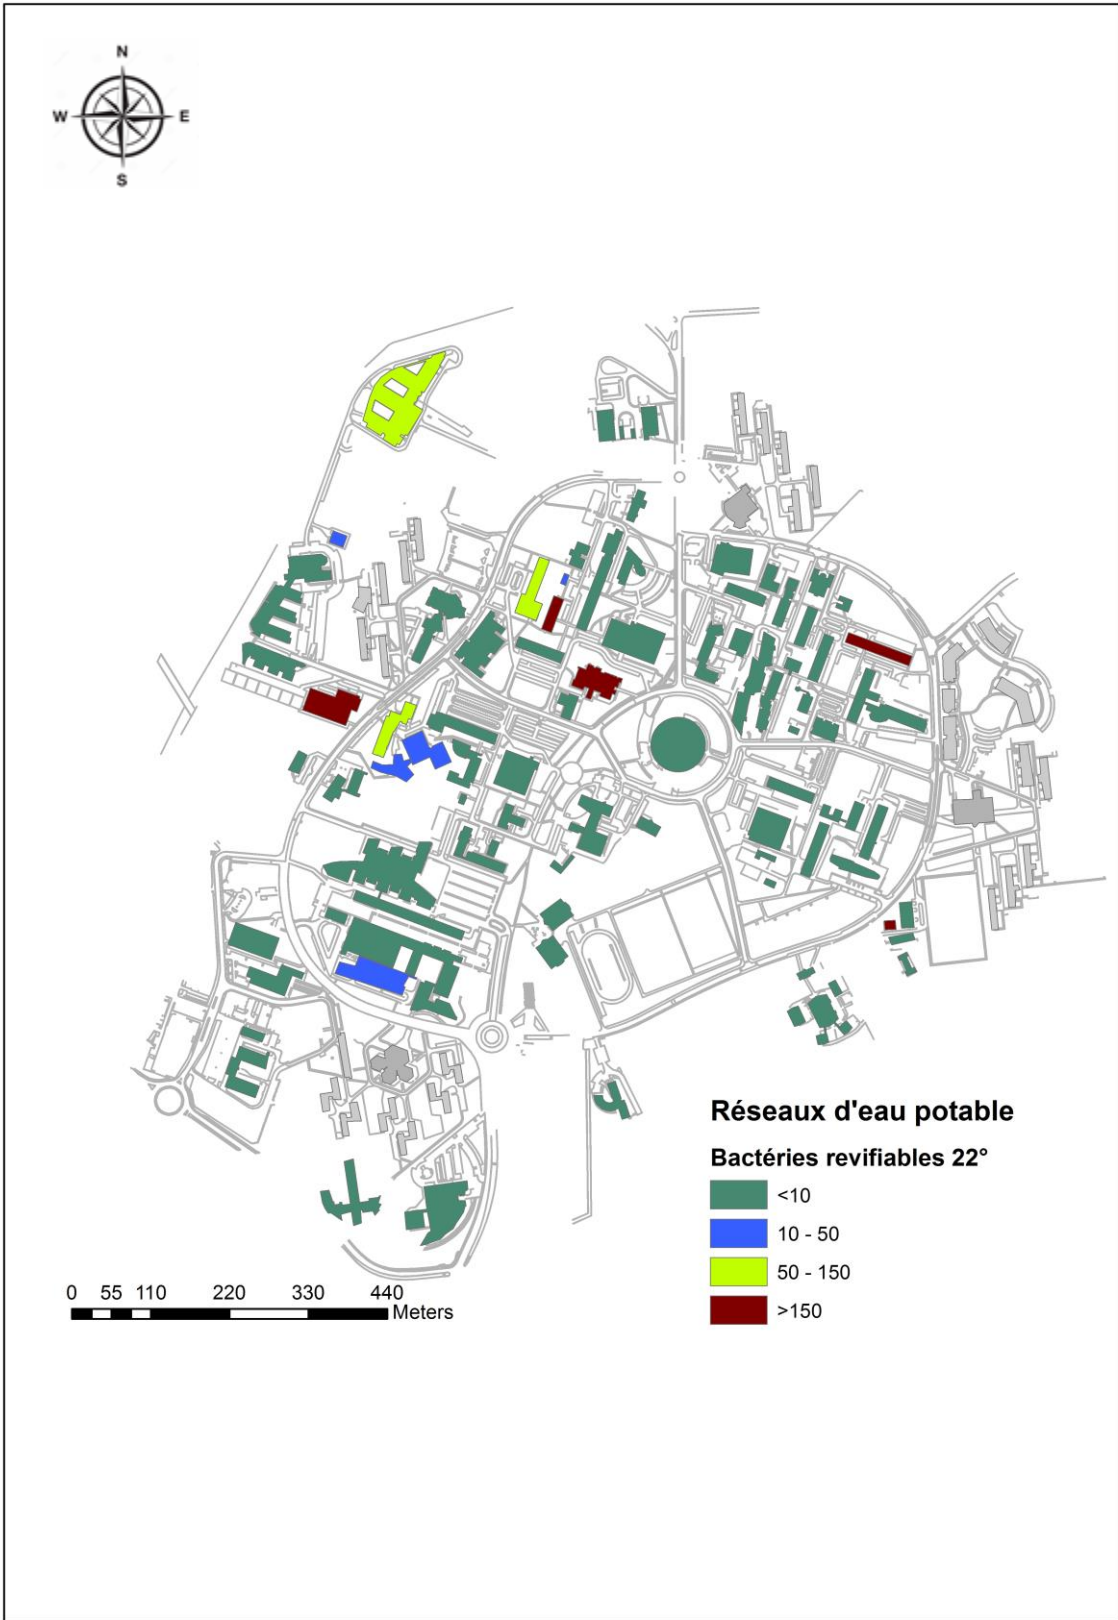 N
W E
S
Réseaux d'eau potable
Bactéries revifiables 22°
<10
10 - 50
50 - 150
>150
0 55 110 220 330 440
Meters